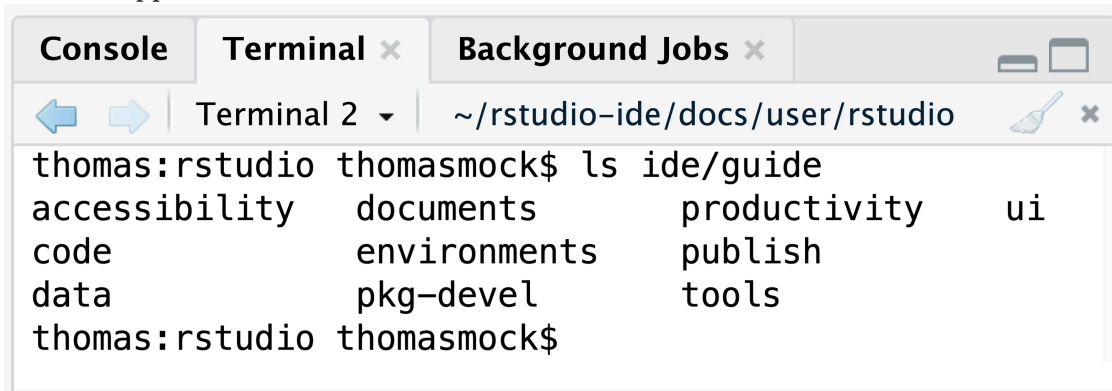 Console Terminal × Background Jobs ×
Terminal 2 ~/rstudio-ide/docs/user/rstudio
thomas:rstudio thomasmock$ ls ide/guide
accessibility documents productivity ui
code environments publish
data pkg-devel tools
thomas:rstudio thomasmock$